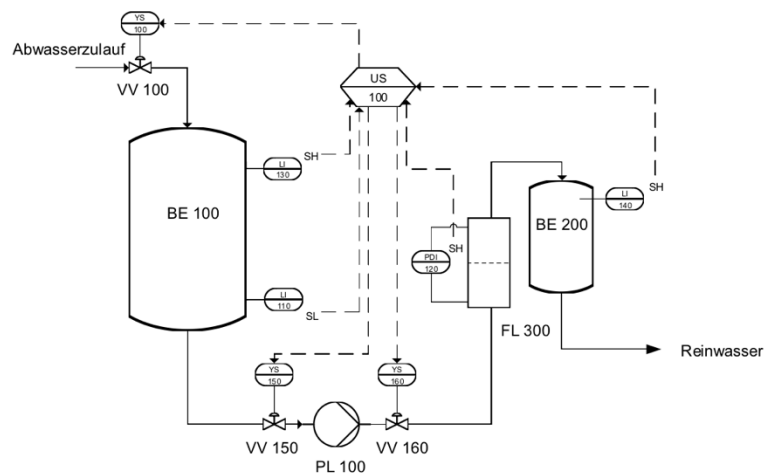 YS
100
Abwasserzulauf
VV 100
US
100
LI
130
SH
BE 100
LI
110
SL
PDI
120
SH
FL 300
BE 200
LI
140
SH
Reinwasser
YS
150
YS
160
VV 150
PL 100
VV 160